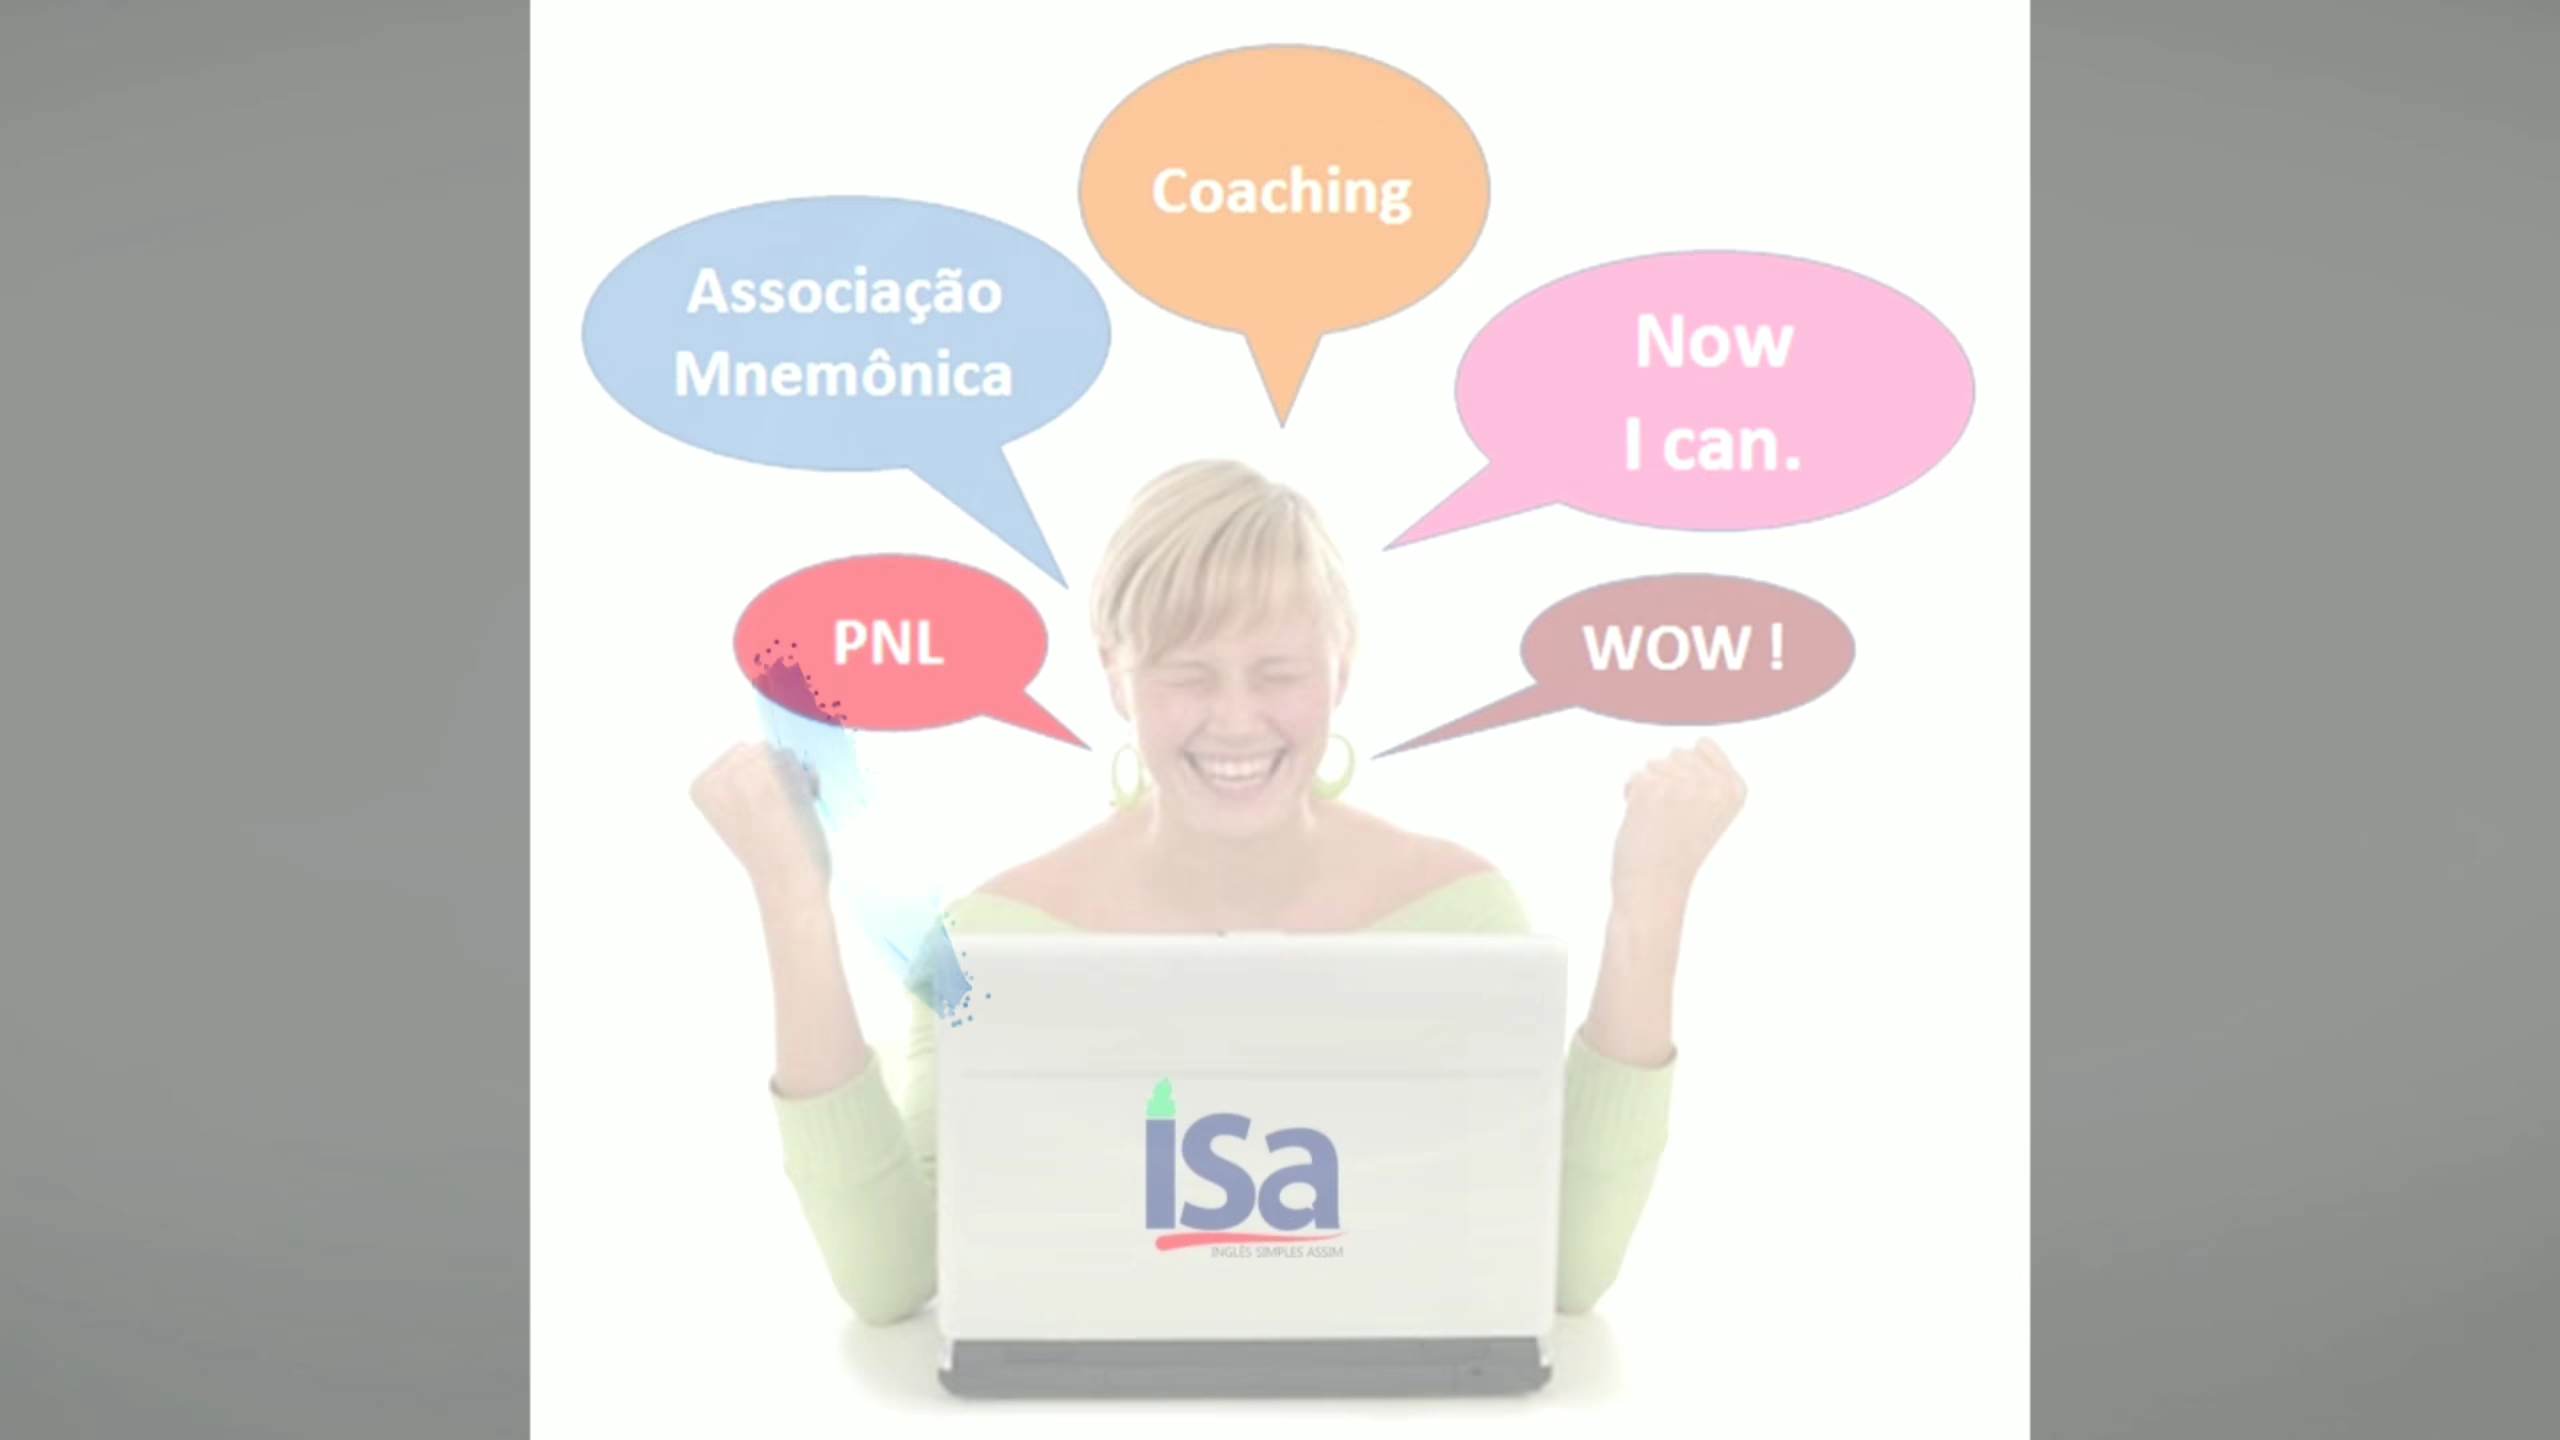 Coaching
Associação
Mnemônica
Now
I can.
PNL
WOW !
isa
INGLÊS SIMPLES ASSIM